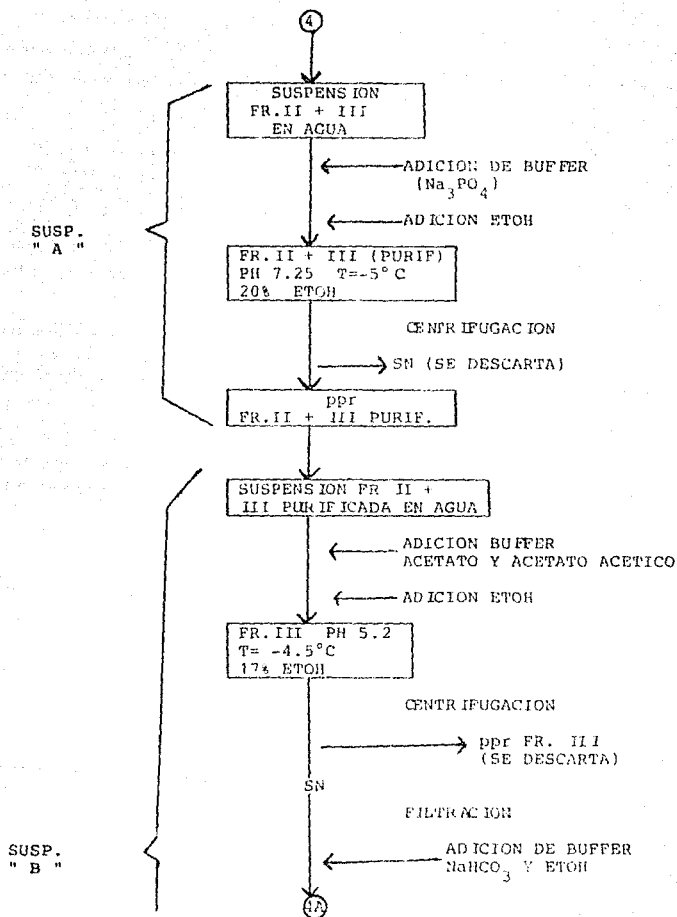 4
SUSPENSION
FR.II + III
EN AGUA
ADICION DE BUFFER
(Na3PO4)
ADICION ETOH
SUSP.
" A "
FR.II + III (PURIF)
PH 7.25 T=-5°C
20% ETOH
CENTRIFUGACION
SN (SE DESCARTA)
ppr
FR.II + III PURIF.
SUSPENSION FR II +
III PURIFICADA EN AGUA
ADICION BUFFER
ACETATO Y ACETATO ACETICO
ADICION ETOH
FR.III PH 5.2
T= -4.5°C
17% ETOH
CENTRIFUGACION
ppr FR. III
(SE DESCARTA)
SN
FILTRACION
SUSP.
" B "
ADICION DE BUFFER
NaHCO3 Y ETOH
4A